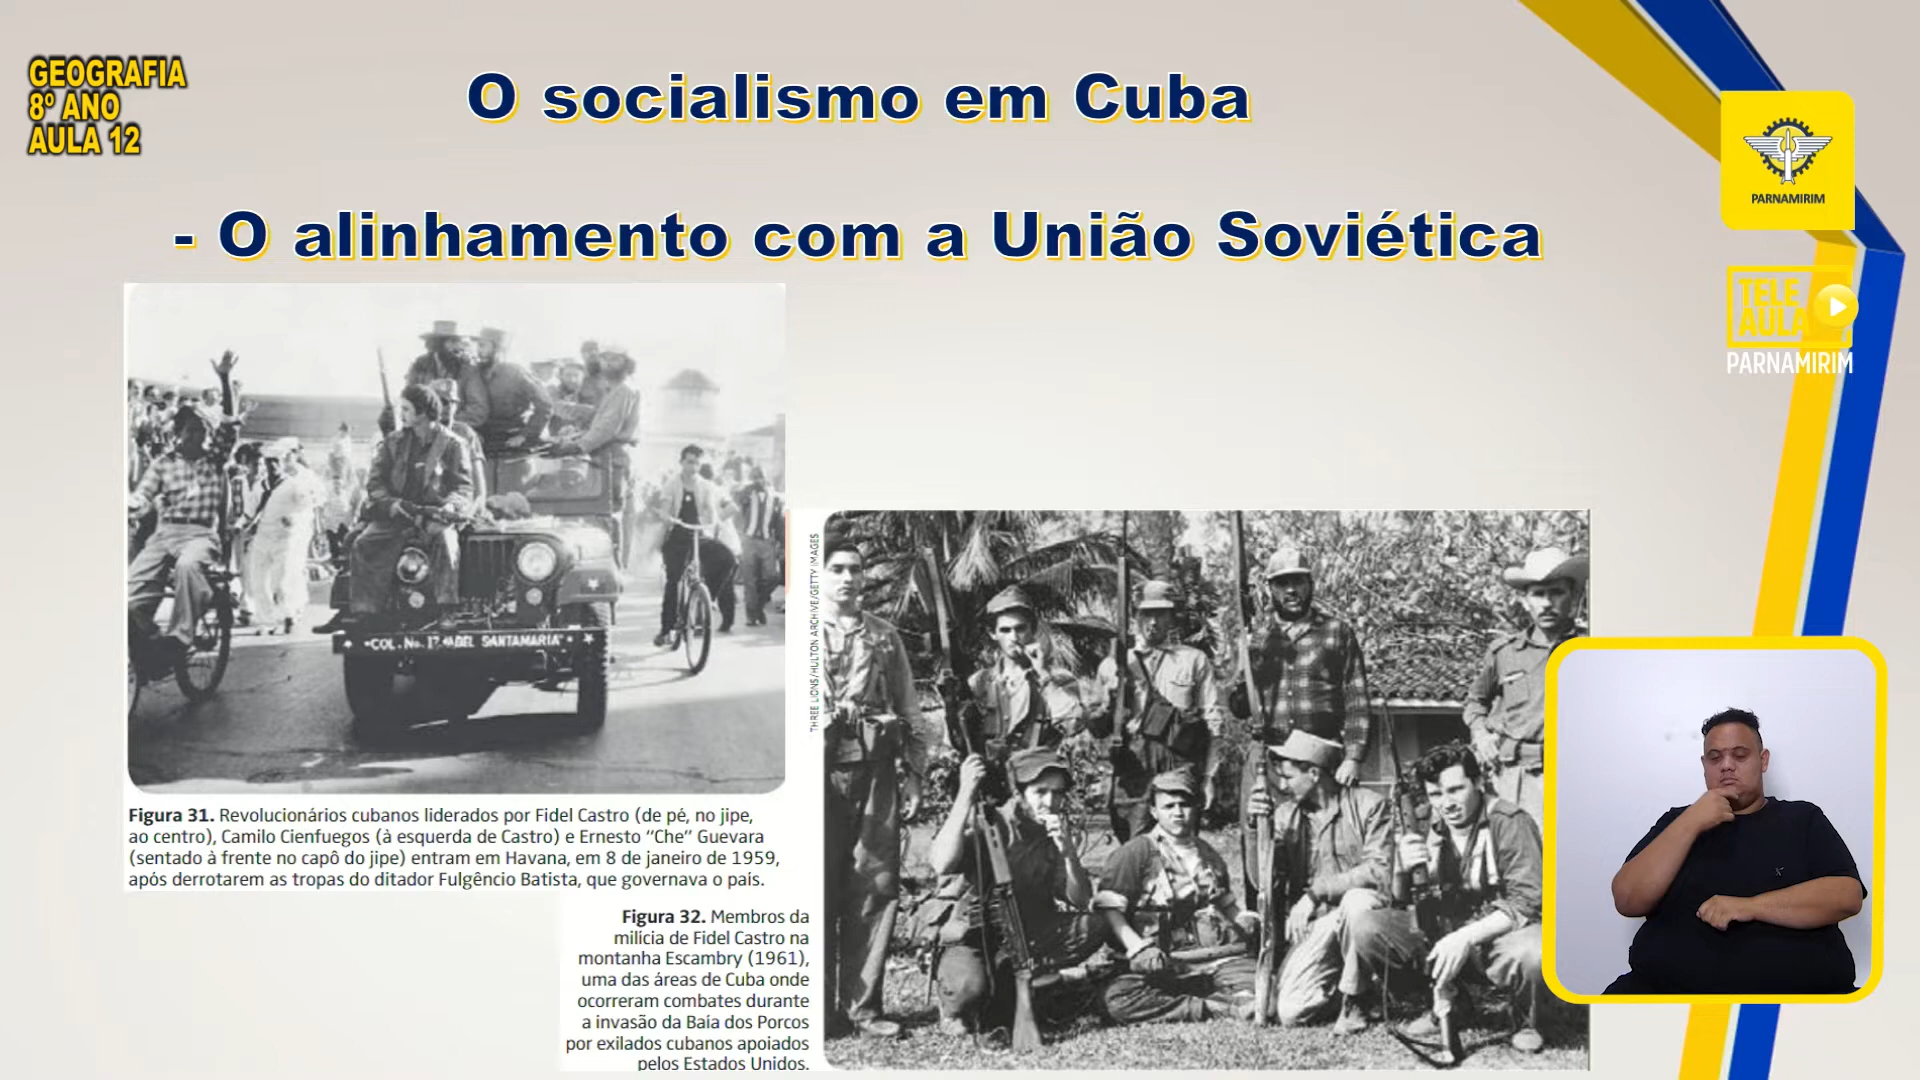 GEOGRAFIA
8º ANO
AULA 12
O socialismo em Cuba
- O alinhamento com a União Soviética
PARNAMIRIM
TELE
AULA
PARNAMIRIM
Figura 31. Revolucionários cubanos liderados por Fidel Castro (de pé, no jipe,
ao centro), Camilo Cienfuegos (à esquerda de Castro) e Ernesto “Che” Guevara
(sentado à frente no capô do jipe) entram em Havana, em 8 de janeiro de 1959,
após derrotarem as tropas do ditador Fulgêncio Batista, que governava o país.
THREE LIONS/HULTON ARCHIVE/GETTY IMAGES
Figura 32. Membros da
milícia de Fidel Castro na
montanha Escambry (1961),
uma das áreas de Cuba onde
ocorreram combates durante
a invasão da Baía dos Porcos
por exilados cubanos apoiados
pelos Estados Unidos.